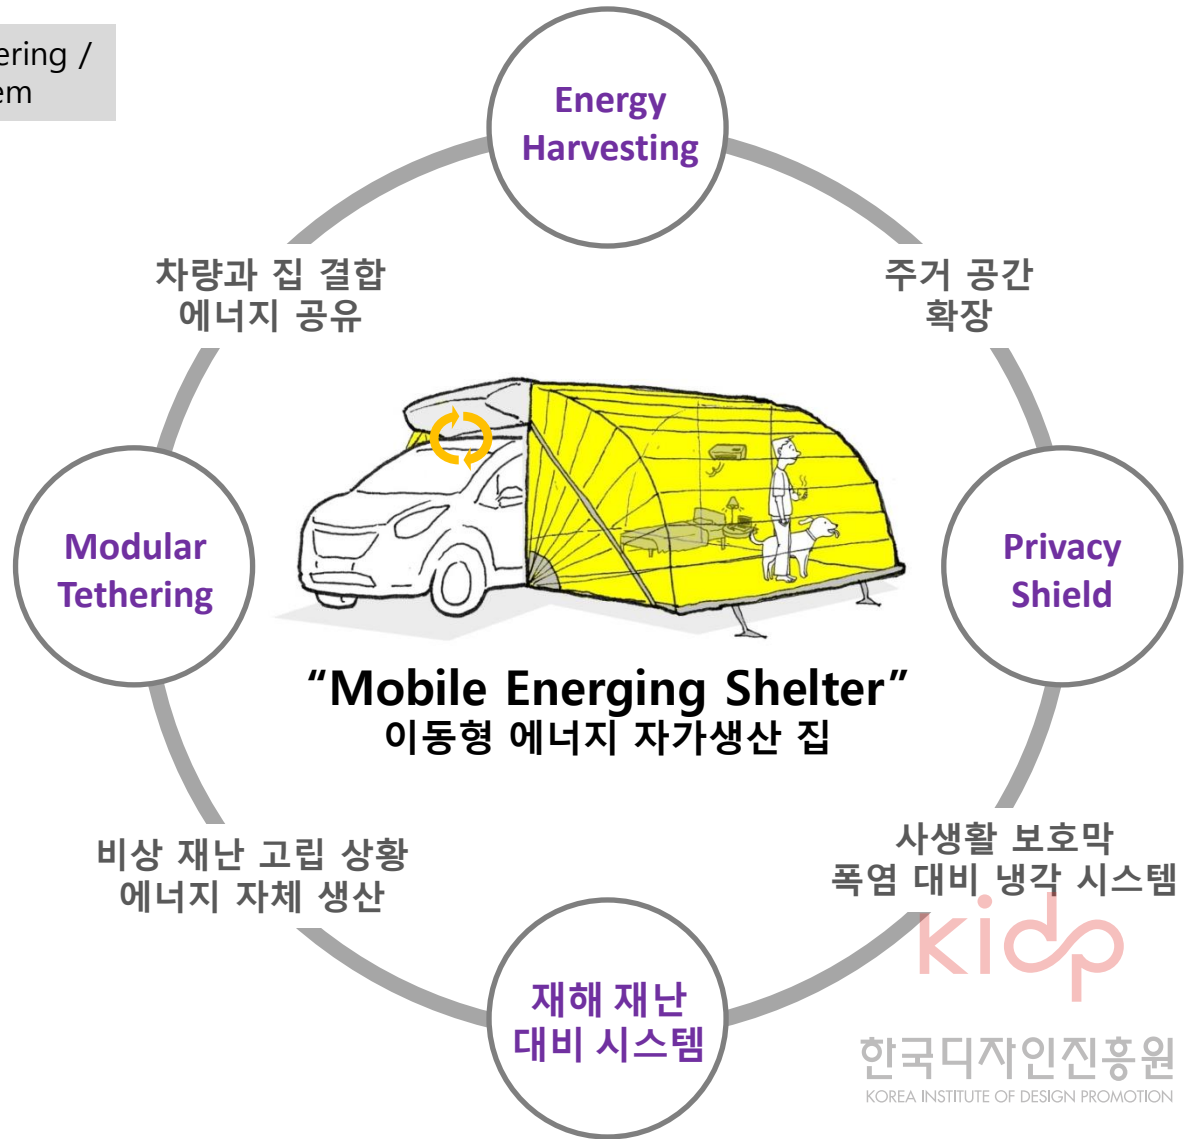 ering /
em
Energy
Harvesting
차량과 집 결합
에너지 공유
주거 공간
확장
Modular
Tethering
Privacy
Shield
“Mobile Energing Shelter”
이동형 에너지 자가생산 집
비상 재난 고립 상황
에너지 자체 생산
사생활 보호막
폭염 대비 냉각 시스템
재해 재난
대비 시스템
kidp
한국디자인진흥원
KOREA INSTITUTE OF DESIGN PROMOTION